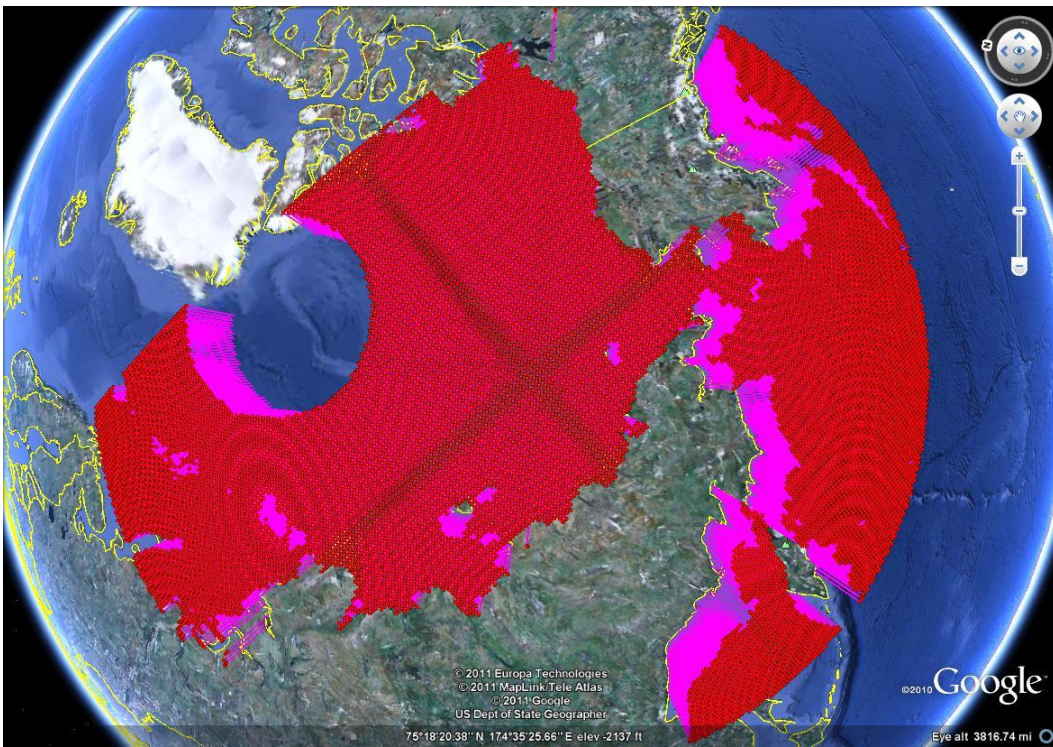 N
© 2011 Europa Technologies
© 2011 MapLink/Tele Atlas
© 2011 Google
US Dept of State Geographer
©2010 Google
75°18'20.38" N 174°35'25.66" E elev -2137 ft
Eye alt 3816.74 mi